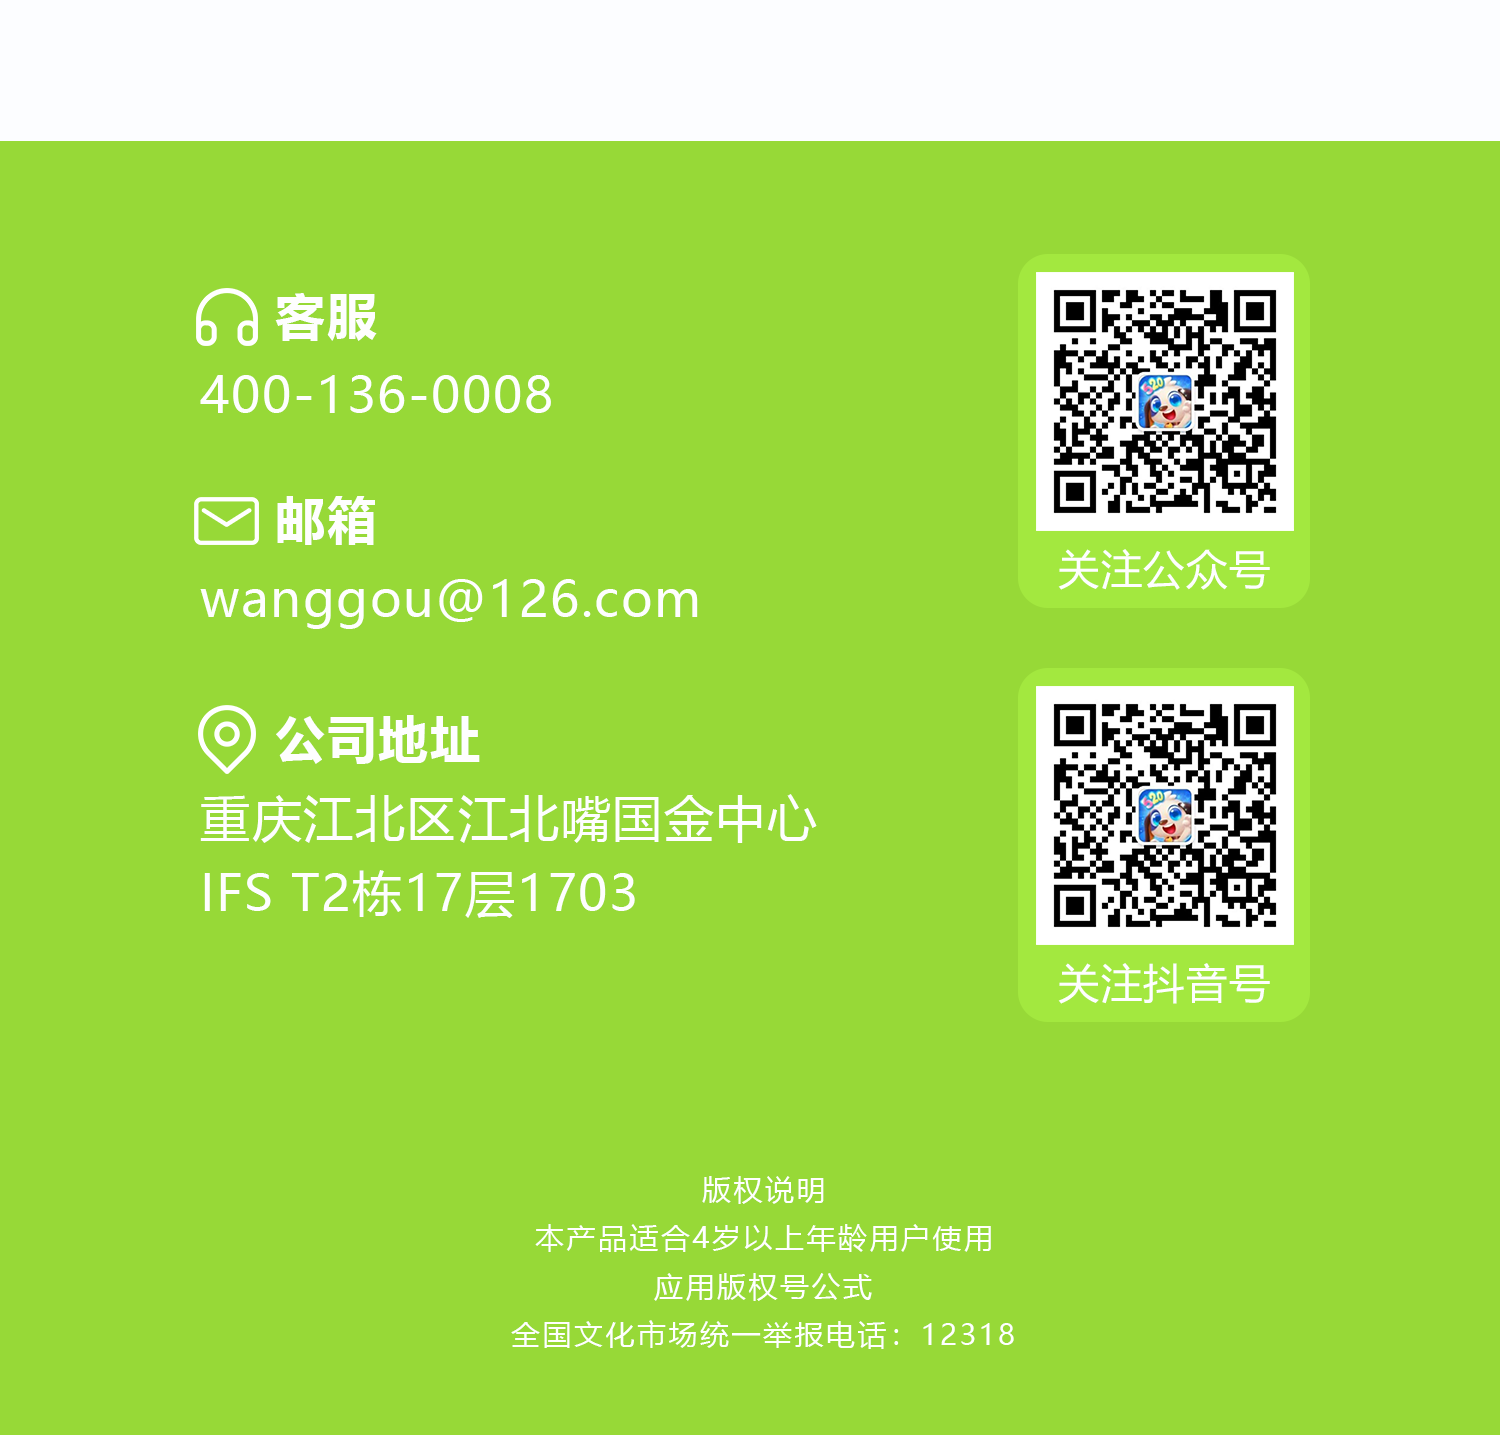 客服
400-136-0008
邮箱
wanggou@126.com
公司地址
重庆江北区江北嘴国金中心
IFS T2栋17层1703
关注公众号
关注抖音号
版权说明
本产品适合4岁以上年龄用户使用
应用版权号公式
全国文化市场统一举报电话：12318